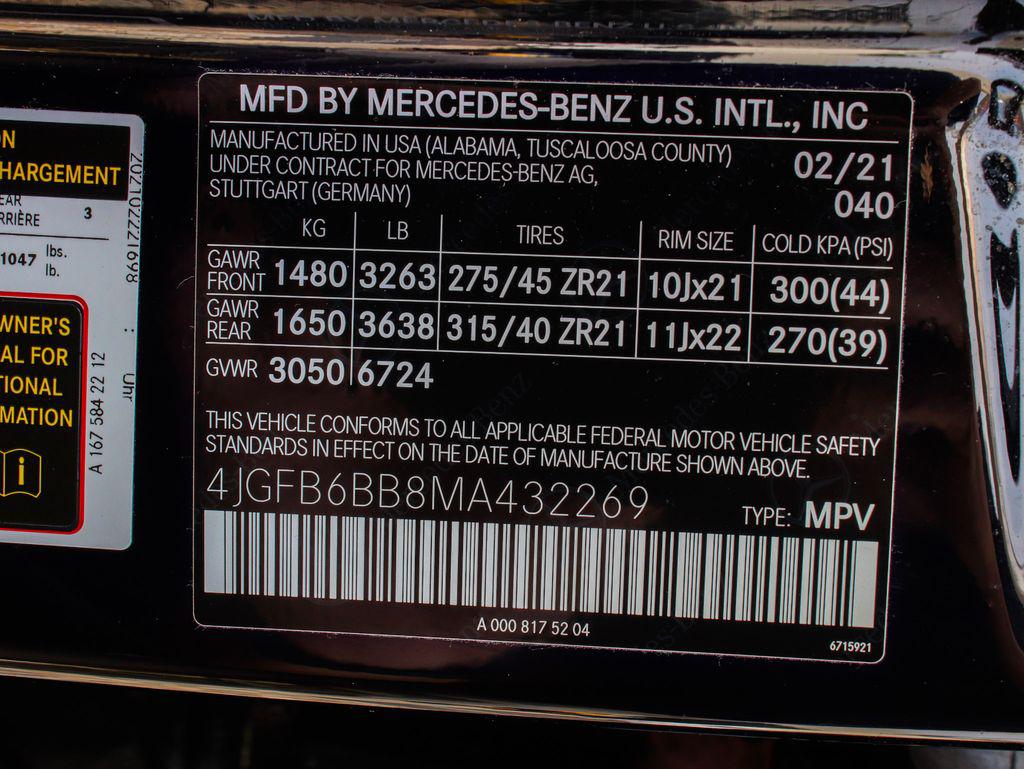 MFD BY MERCEDES-BENZ U.S. INTL., INC
MANUFACTURED IN USA (ALABAMA, TUSCALOOSA COUNTY)
UNDER CONTRACT FOR MERCEDES-BENZ AG,
STUTTGART (GERMANY)
02/21
040
KG LB TIRES RIM SIZE COLD KPA (PSI)
GAWR FRONT 1480 3263 275/45 ZR21 10Jx21 300(44)
GAWR REAR 1650 3638 315/40 ZR21 11Jx22 270(39)
GVWR 3050 6724
THIS VEHICLE CONFORMS TO ALL APPLICABLE FEDERAL MOTOR VEHICLE SAFETY
STANDARDS IN EFFECT ON THE DATE OF MANUFACTURE SHOWN ABOVE.
4JGFB6BB8MA432269
TYPE: MPV
A 000 817 52 04
6715921
ON
HARGEMENT
EAR
RRIÈRE 3
1047 lbs.
lb.
WNER'S
AL FOR
TIONAL
MATION
i
A 167 584 22 12
: Uhr